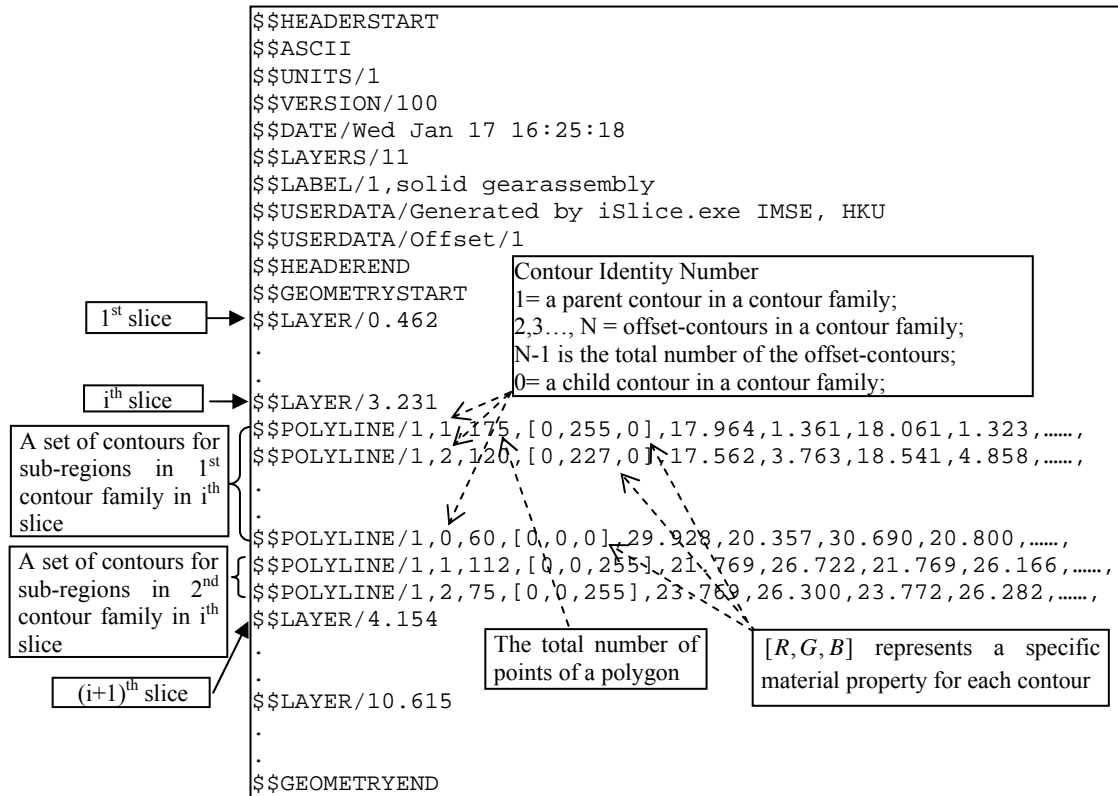 $$HEADERSTART
$$ASCII
$$UNITS/1
$$VERSION/100
$$DATE/Wed Jan 17 16:25:18
$$LAYERS/11
$$LABEL/1,solid gearassembly
$$USERDATA/Generated by iSlice.exe IMSE, HKU
$$USERDATA/Offset/1
$$HEADEREND
$$GEOMETRYSTART
Contour Identity Number
1= a parent contour in a contour family;
2,3…, N = offset-contours in a contour family;
N-1 is the total number of the offset-contours;
0= a child contour in a contour family;
1st slice
$$LAYER/0.462
.
.
ith slice
$$LAYER/3.231
A set of contours for
sub-regions in 1st
contour family in ith
slice
$$POLYLINE/1,1,175,[0,255,0],17.964,1.361,18.061,1.323,……,
$$POLYLINE/1,2,120,[0,227,0],17.562,3.763,18.541,4.858,……,
.
.
$$POLYLINE/1,0,60,[0,0,0],29.928,20.357,30.690,20.800,……,
A set of contours for
sub-regions in 2nd
contour family in ith
slice
$$POLYLINE/1,1,112,[0,0,255],21.769,26.722,21.769,26.166,……,
$$POLYLINE/1,2,75,[0,0,255],23.769,26.300,23.772,26.282,……,
$$LAYER/4.154
The total number of
points of a polygon
[R,G,B] represents a specific
material property for each contour
.
.
(i+1)th slice
$$LAYER/10.615
.
.
$$GEOMETRYEND